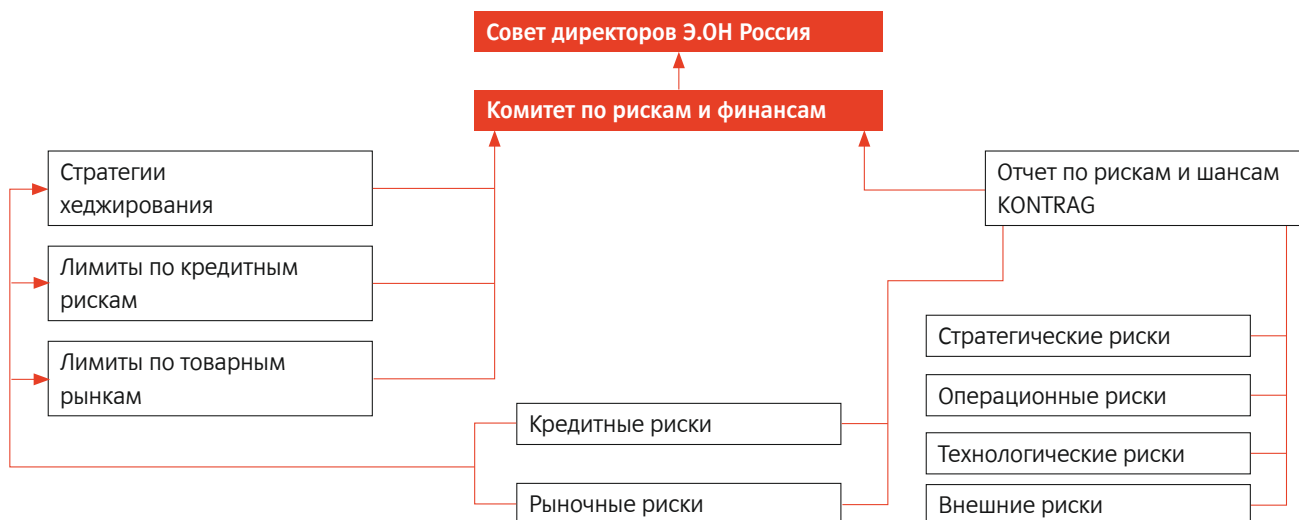 Совет директоров Э.ОН Россия
Комитет по рискам и финансам
Стратегии
хеджирования
Отчет по рискам и шансам
KONTRAG
Лимиты по кредитным
рискам
Лимиты по товарным
рынкам
Стратегические риски
Операционные риски
Кредитные риски
Технологические риски
Рыночные риски
Внешние риски